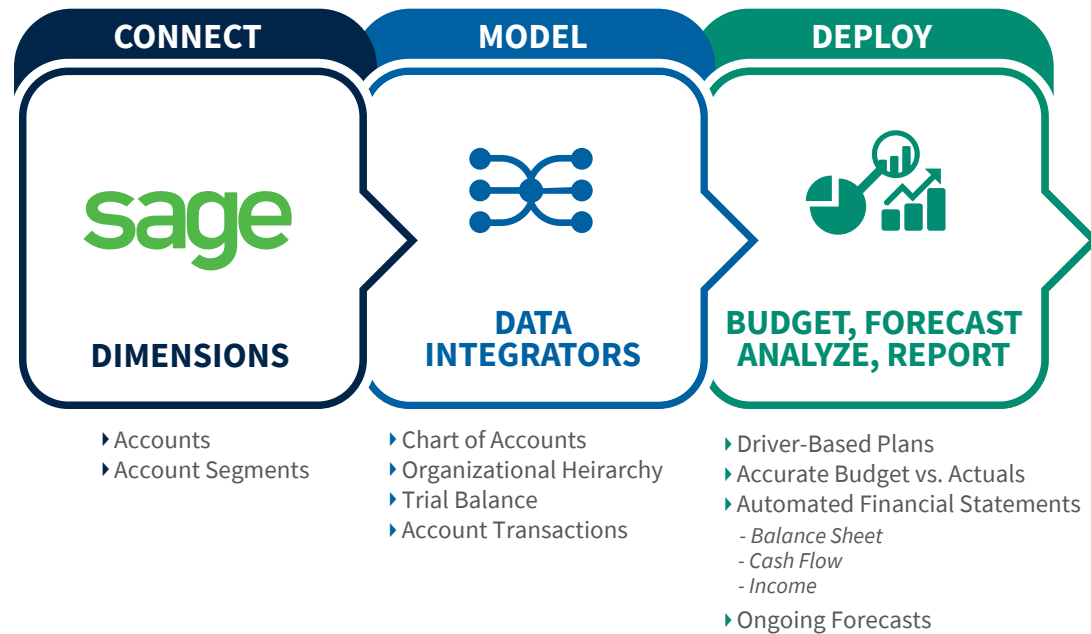 CONNECT
sage
DIMENSIONS
Accounts
Account Segments
MODEL
DATA
INTEGRATORS
Chart of Accounts
Organizational Heirarchy
Trial Balance
Account Transactions
DEPLOY
BUDGET, FORECAST
ANALYZE, REPORT
Driver-Based Plans
Accurate Budget vs. Actuals
Automated Financial Statements
- Balance Sheet
- Cash Flow
- Income
Ongoing Forecasts